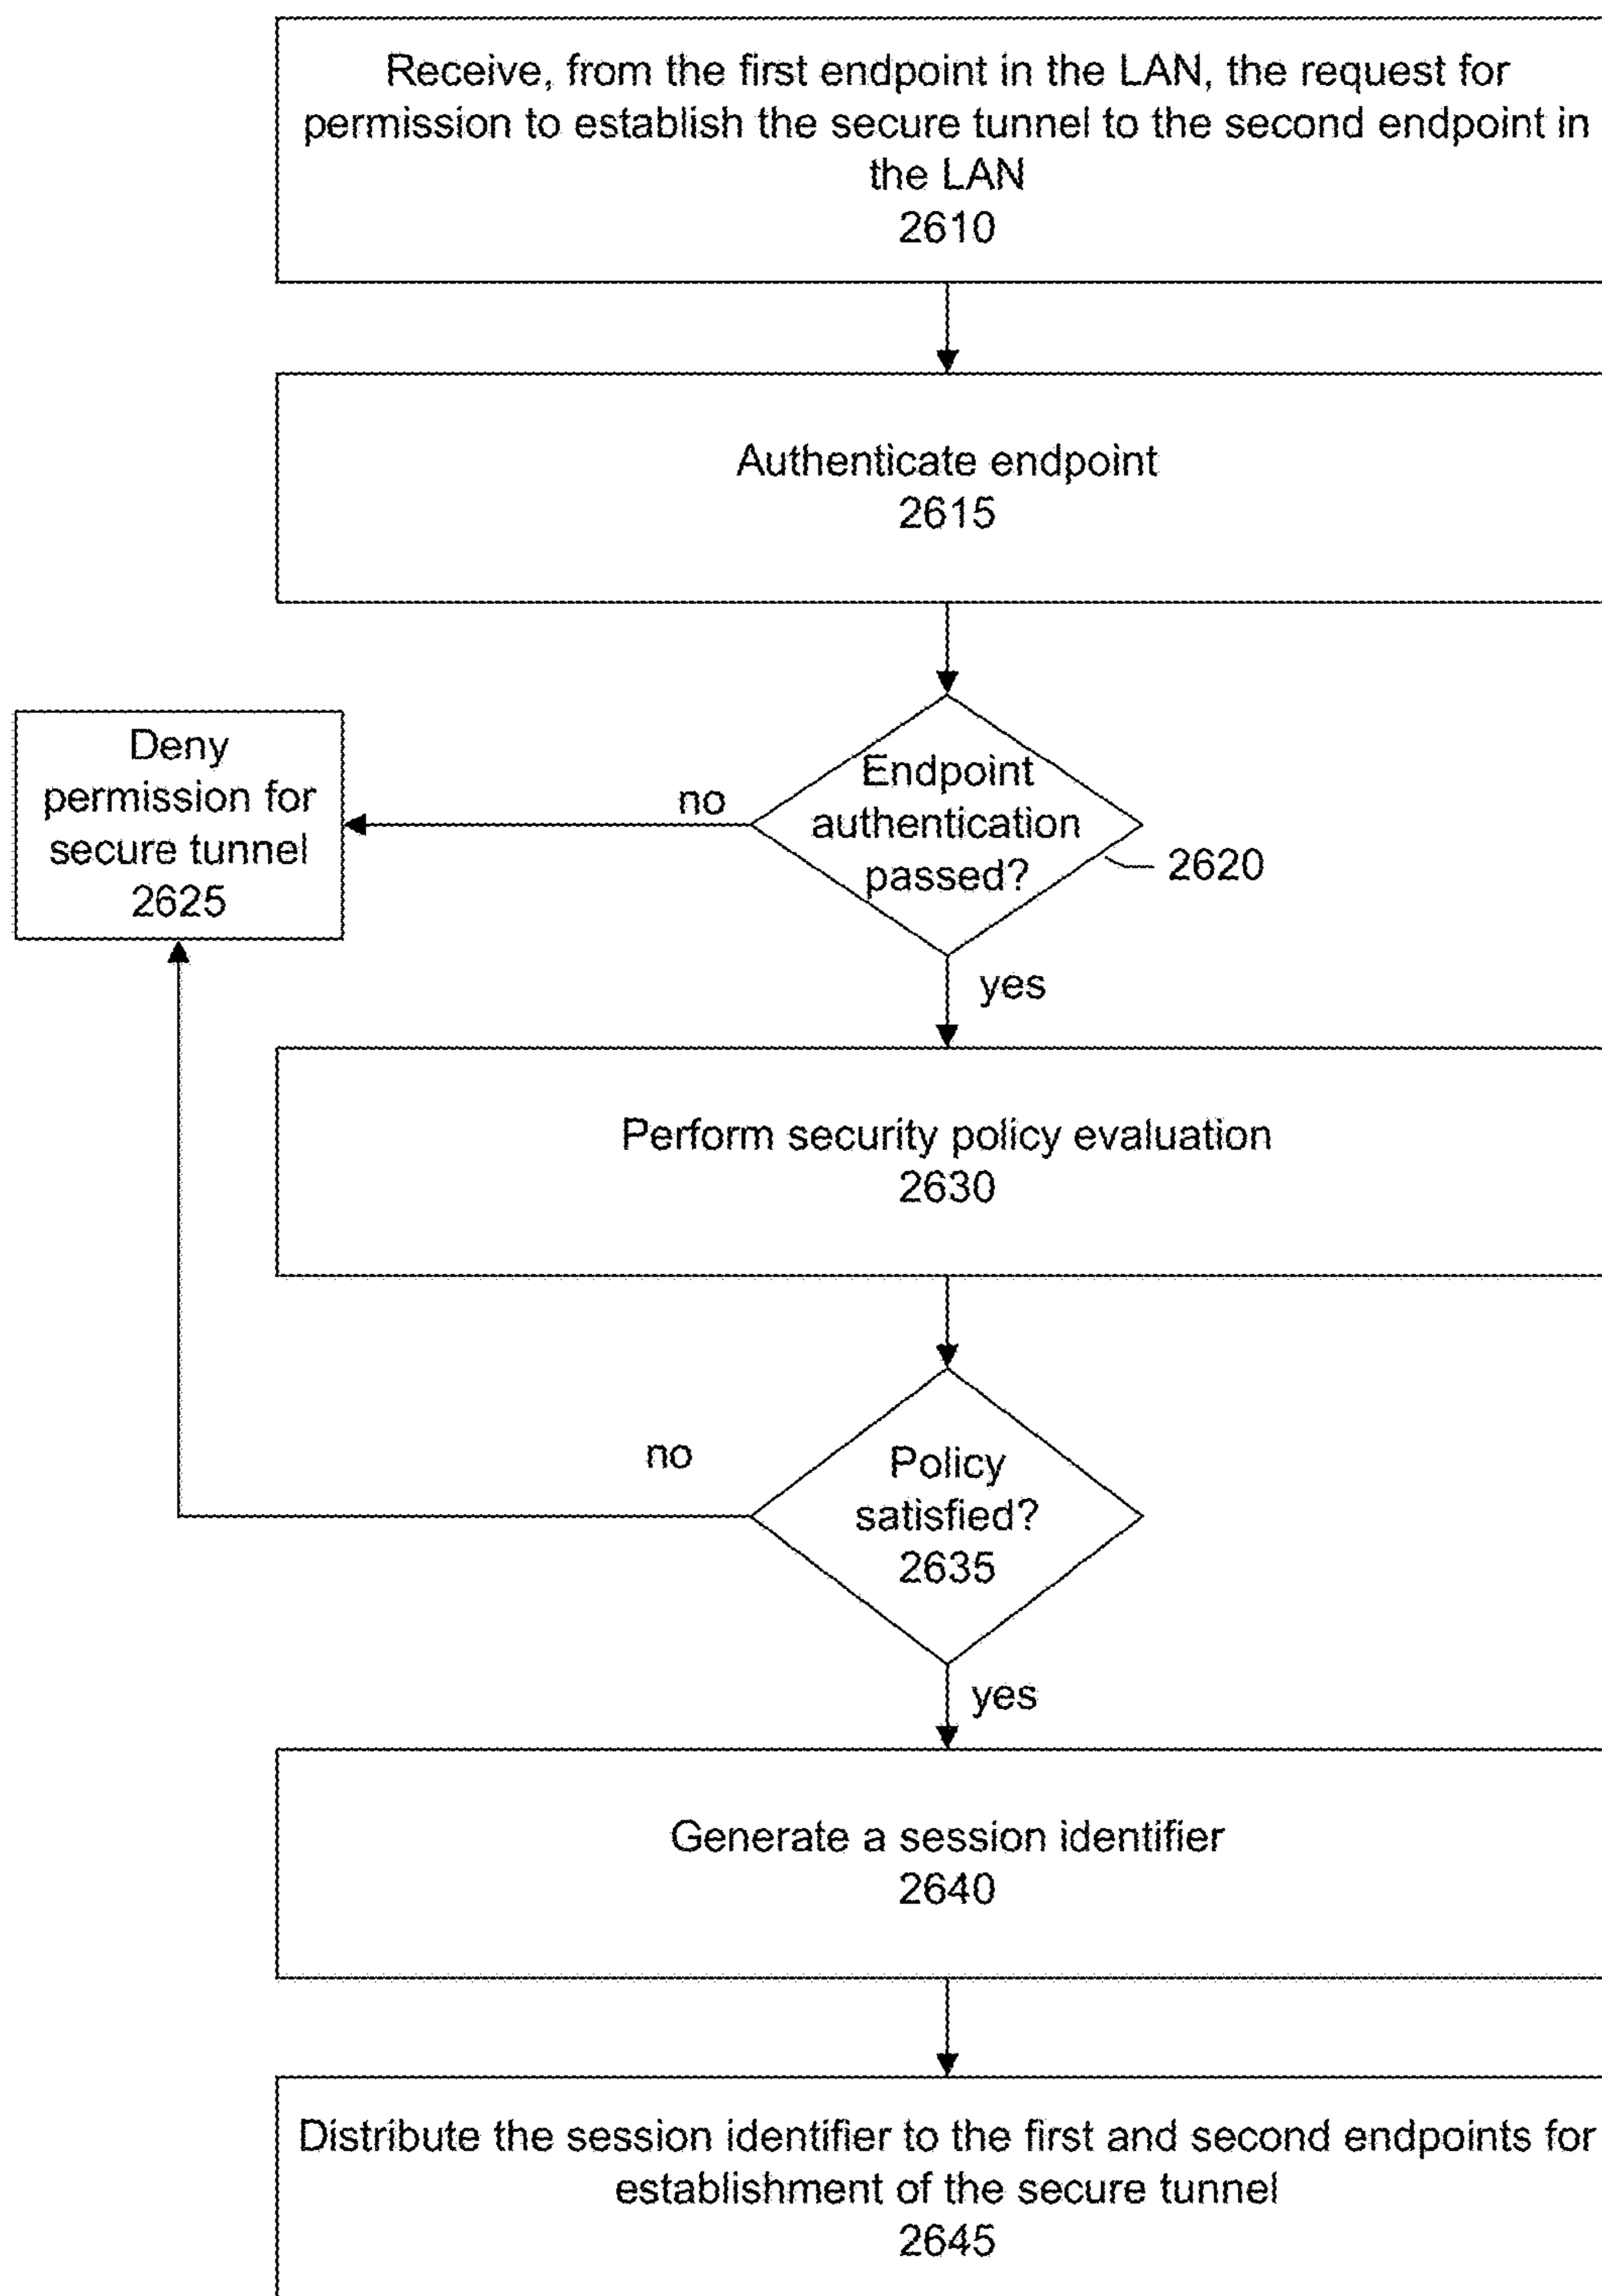 Receive, from the first endpoint in the LAN, the request for
permission to establish the secure tunnel to the second endpoint in
the LAN
2610
Authenticate endpoint
2615
Deny
permission for
secure tunnel
2625
no
Endpoint
authentication
passed?
2620
yes
Perform security policy evaluation
2630
no
Policy
satisfied?
2635
yes
Generate a session identifier
2640
Distribute the session identifier to the first and second endpoints for
establishment of the secure tunnel
2645